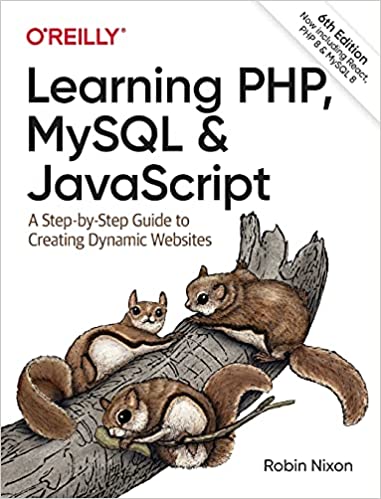 O'REILLY®
6th Edition
Now including React,
PHP 8 & MySQL 8
Learning PHP,
MySQL &
JavaScript
A Step-by-Step Guide to
Creating Dynamic Websites
Robin Nixon